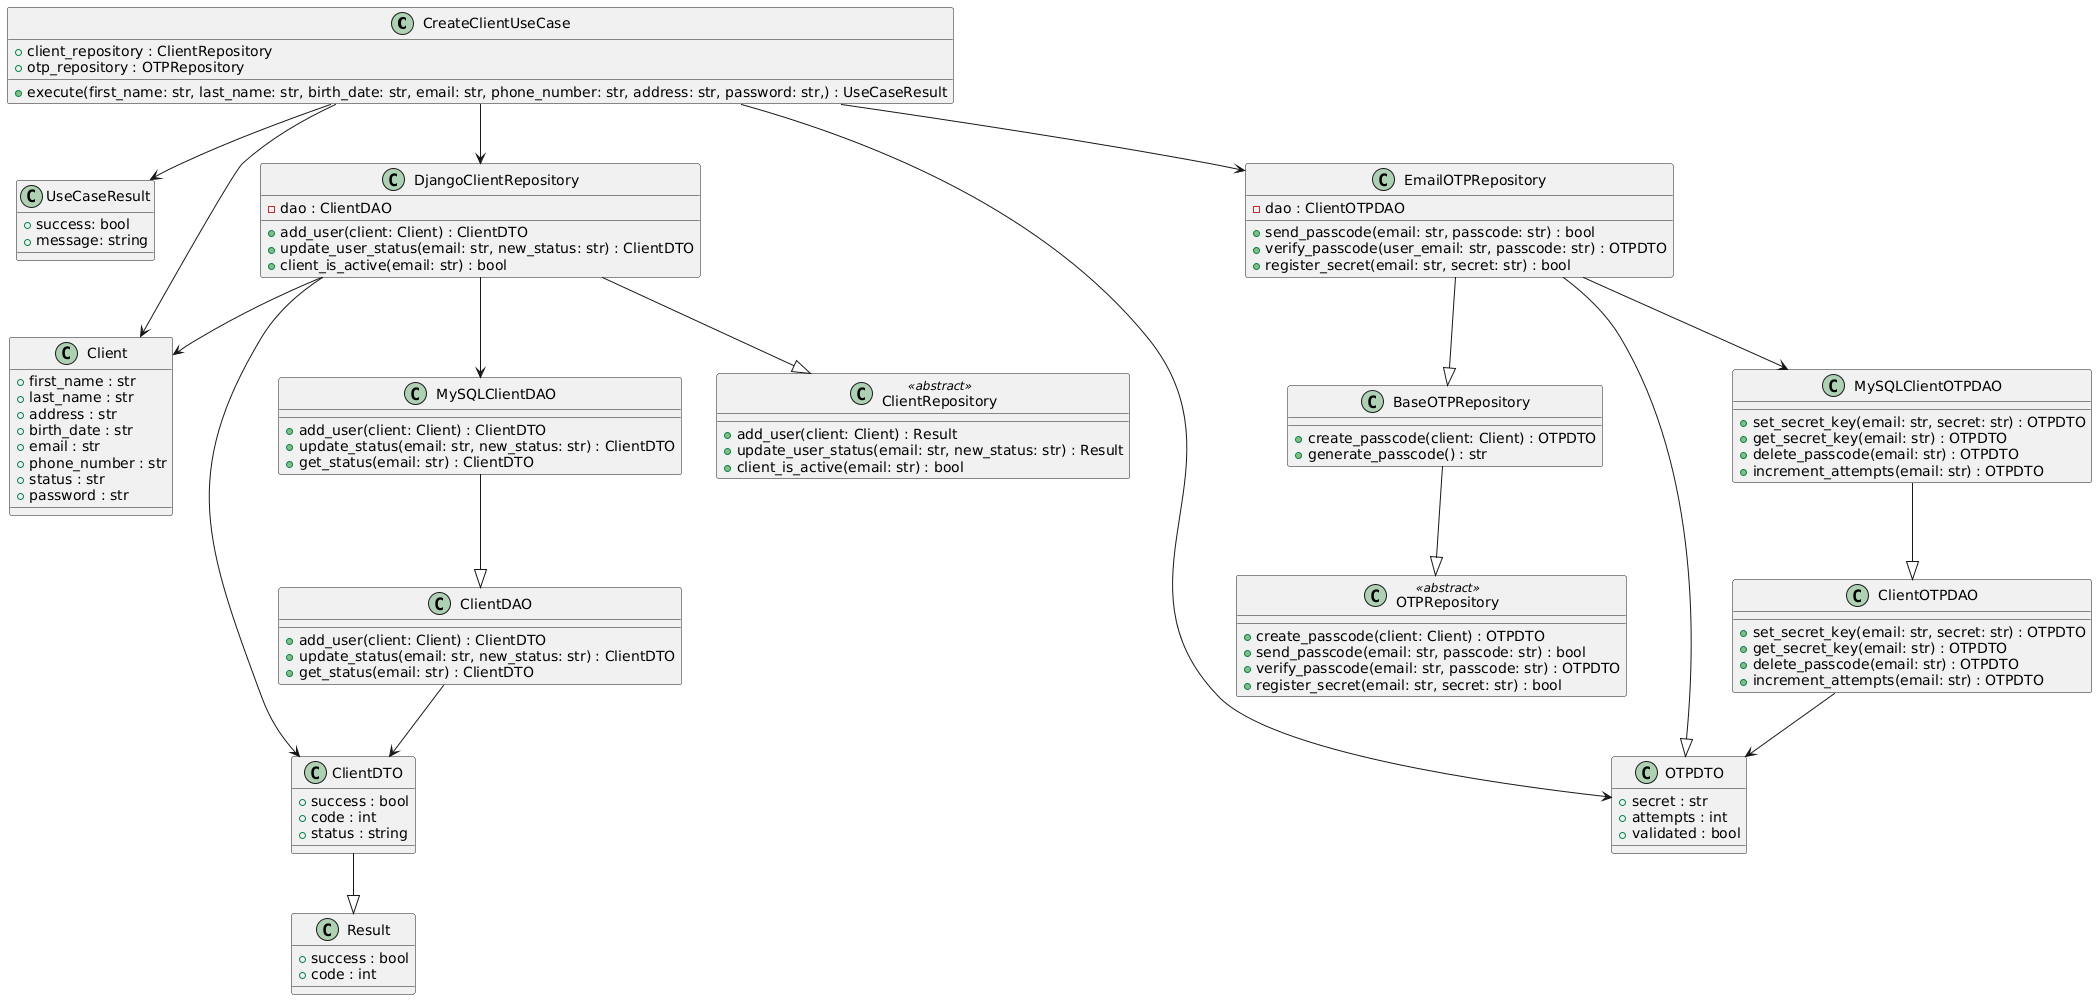 CreateClientUseCase
client_repository : ClientRepository
otp_repository : OTPRepository
execute(first_name: str, last_name: str, birth_date: str, email: str, phone_number: str, address: str, password: str,) : UseCaseResult
C UseCaseResult
success: bool
message: string
C DjangoClientRepository
dao : ClientDAO
add_user(client: Client) : ClientDTO
update_user_status(email: str, new_status: str) : ClientDTO
client_is_active(email: str) : bool
C EmailOTPRepository
dao : ClientOTPDAO
send_passcode(email: str, passcode: str) : bool
verify_passcode(user_email: str, passcode: str) : OTPDTO
register_secret(email: str, secret: str) : bool
C Client
first_name : str
last_name : str
address : str
birth_date : str
email : str
phone_number : str
status : str
password : str
C MySQLClientDAO
add_user(client: Client) : ClientDTO
update_status(email: str, new_status: str) : ClientDTO
get_status(email: str) : ClientDTO
«abstract»
C ClientRepository
add_user(client: Client) : Result
update_user_status(email: str, new_status: str) : Result
client_is_active(email: str) : bool
C BaseOTPRepository
create_passcode(client: Client) : OTPDTO
generate_passcode() : str
C MySQLClientOTPDAO
set_secret_key(email: str, secret: str) : OTPDTO
get_secret_key(email: str) : OTPDTO
delete_passcode(email: str) : OTPDTO
increment_attempts(email: str) : OTPDTO
C ClientDAO
add_user(client: Client) : ClientDTO
update_status(email: str, new_status: str) : ClientDTO
get_status(email: str) : ClientDTO
«abstract»
C OTPRepository
create_passcode(client: Client) : OTPDTO
send_passcode(email: str, passcode: str) : bool
verify_passcode(email: str, passcode: str) : OTPDTO
register_secret(email: str, secret: str) : bool
C ClientOTPDAO
set_secret_key(email: str, secret: str) : OTPDTO
get_secret_key(email: str) : OTPDTO
delete_passcode(email: str) : OTPDTO
increment_attempts(email: str) : OTPDTO
C ClientDTO
success : bool
code : int
status : string
C OTPDTO
secret : str
attempts : int
validated : bool
C Result
success : bool
code : int